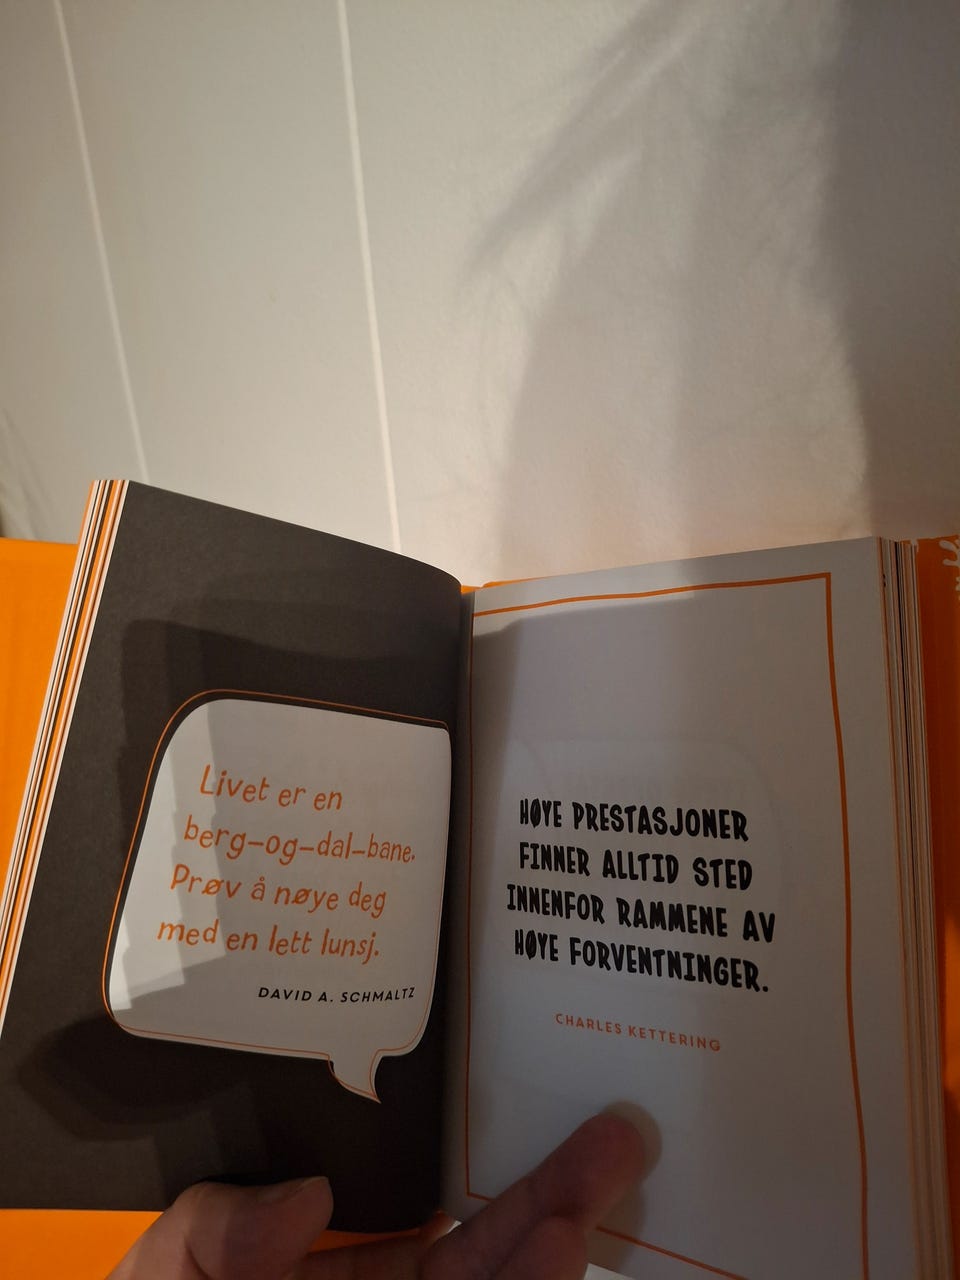 Livet er en
berg-og-dal-bane.
Prøv å nøye deg
med en lett lunsj.
DAVID A. SCHMALTZ
HØYE PRESTASJONER
FINNER ALLTID STED
INNENFOR RAMMENE AV
HØYE FORVENTNINGER.
CHARLES KETTERING